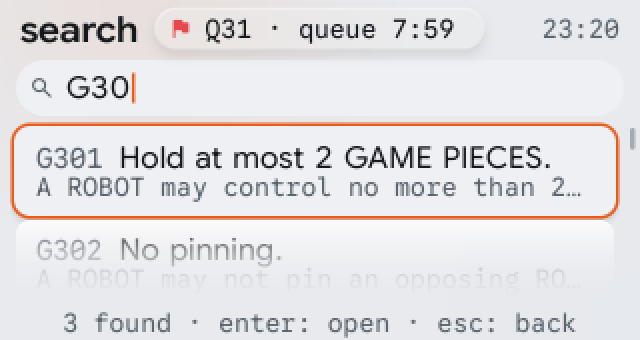 search
Q31 · queue 7:59
23:20
G30
G301 Hold at most 2 GAME PIECES.
A ROBOT may control no more than 2…
G302 No pinning.
A ROBOT may not pin an opposing RO…
3 found · enter: open · esc: back